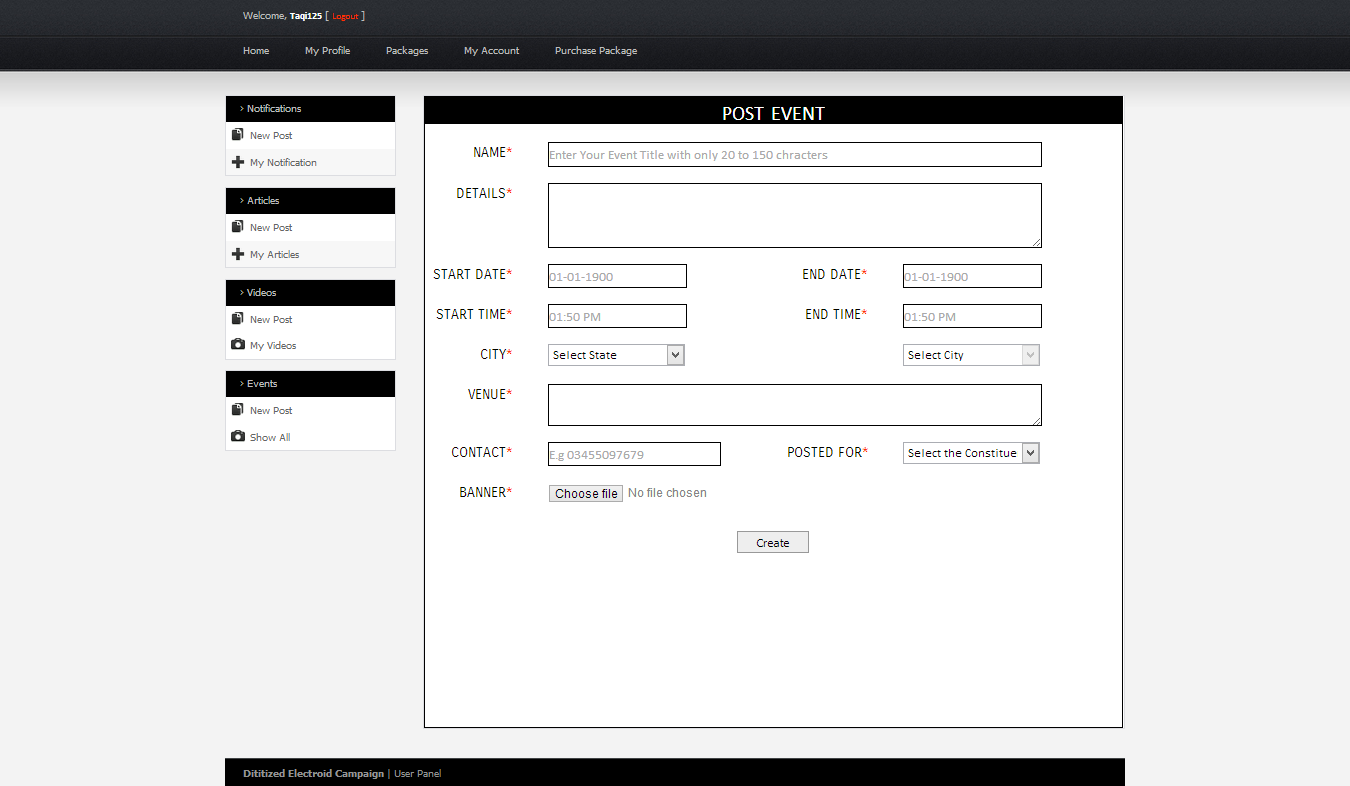 Welcome, Taqi125 [ Logout ]
Home My Profile Packages My Account Purchase Package
› Notifications
New Post
My Notification
› Articles
New Post
My Articles
› Videos
New Post
My Videos
› Events
New Post
Show All
POST EVENT
NAME* Enter Your Event Title with only 20 to 150 chracters
DETAILS*
START DATE* 01-01-1900 END DATE* 01-01-1900
START TIME* 01:50 PM END TIME* 01:50 PM
CITY* Select State Select City
VENUE*
CONTACT* E.g 03455097679 POSTED FOR* Select the Constitue
BANNER* Choose file No file chosen
Create
Dititized Electroid Campaign | User Panel